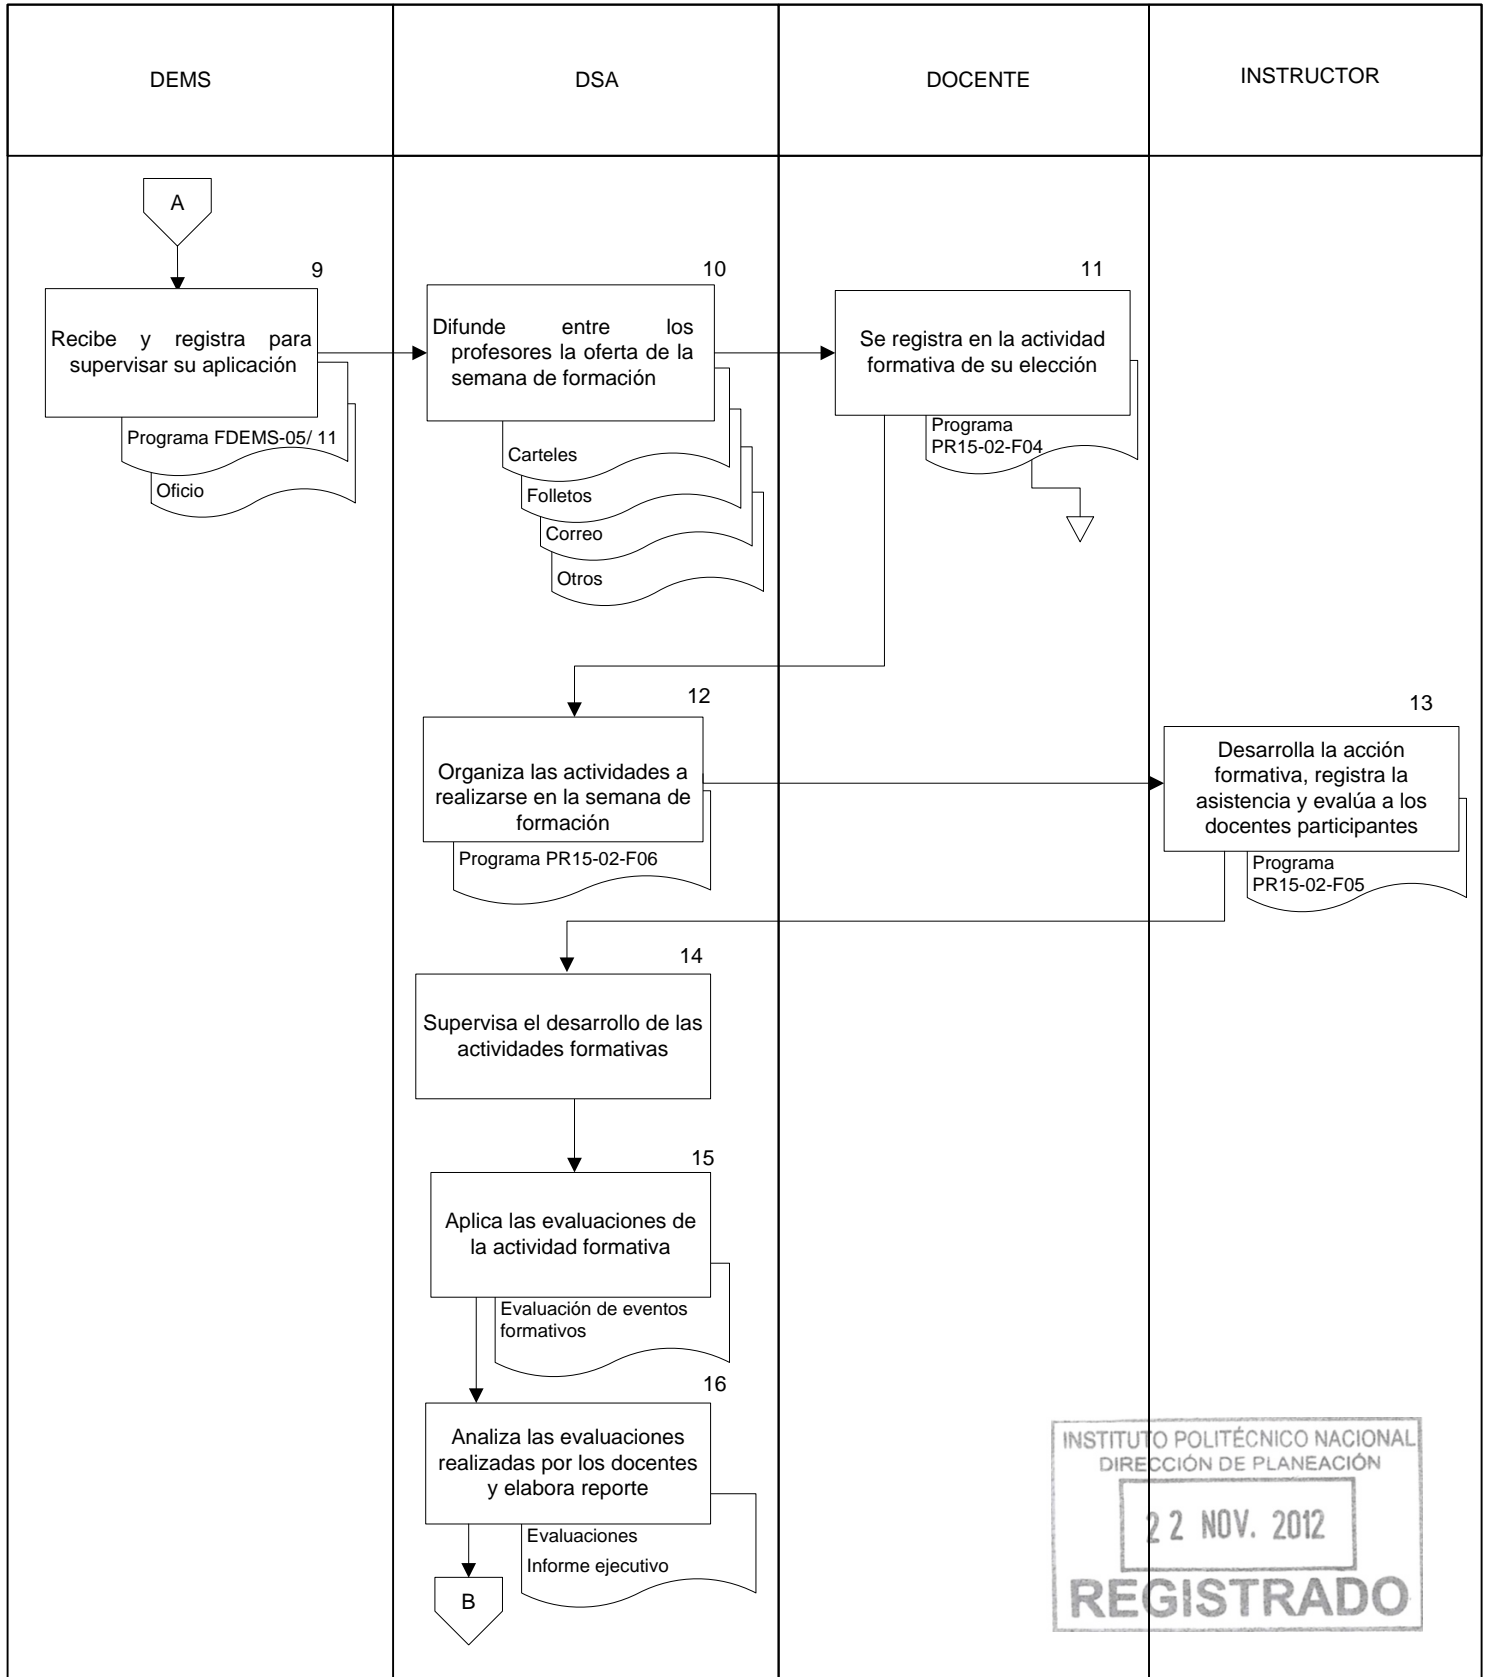 DEMS
DSA
DOCENTE
INSTRUCTOR
A
9
Recibe y registra para
supervisar su aplicación
Programa FDEMS-05/ 11
Oficio
10
Difunde entre los
profesores la oferta de la
semana de formación
Carteles
Folletos
Correo
Otros
11
Se registra en la actividad
formativa de su elección
Programa
PR15-02-F04
12
Organiza las actividades a
realizarse en la semana de
formación
Programa PR15-02-F06
13
Desarrolla la acción
formativa, registra la
asistencia y evalúa a los
docentes participantes
Programa
PR15-02-F05
14
Supervisa el desarrollo de las
actividades formativas
15
Aplica las evaluaciones de
la actividad formativa
Evaluación de eventos
formativos
16
Analiza las evaluaciones
realizadas por los docentes
y elabora reporte
Evaluaciones
Informe ejecutivo
B
INSTITUTO POLITÉCNICO NACIONAL
DIRECCIÓN DE PLANEACIÓN
22 NOV. 2012
REGISTRADO